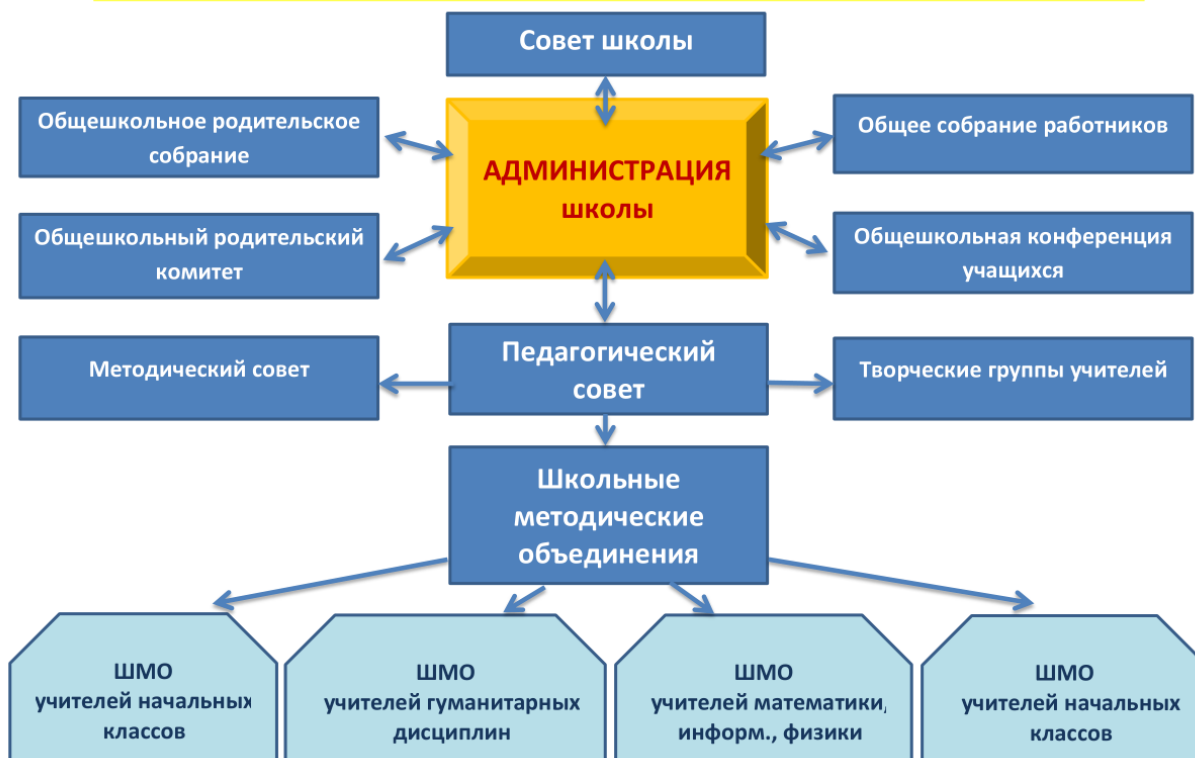 Совет школы
Общешкольное родительское
собрание
АДМИНИСТРАЦИЯ
школы
Общее собрание работников
Общешкольный родительский
комитет
Общешкольная конференция
учащихся
Методический совет
Педагогический
совет
Творческие группы учителей
Школьные
методические
объединения
ШМО
учителей начальных
классов
ШМО
учителей гуманитарных
дисциплин
ШМО
учителей математики,
информ., физики
ШМО
учителей начальных
классов